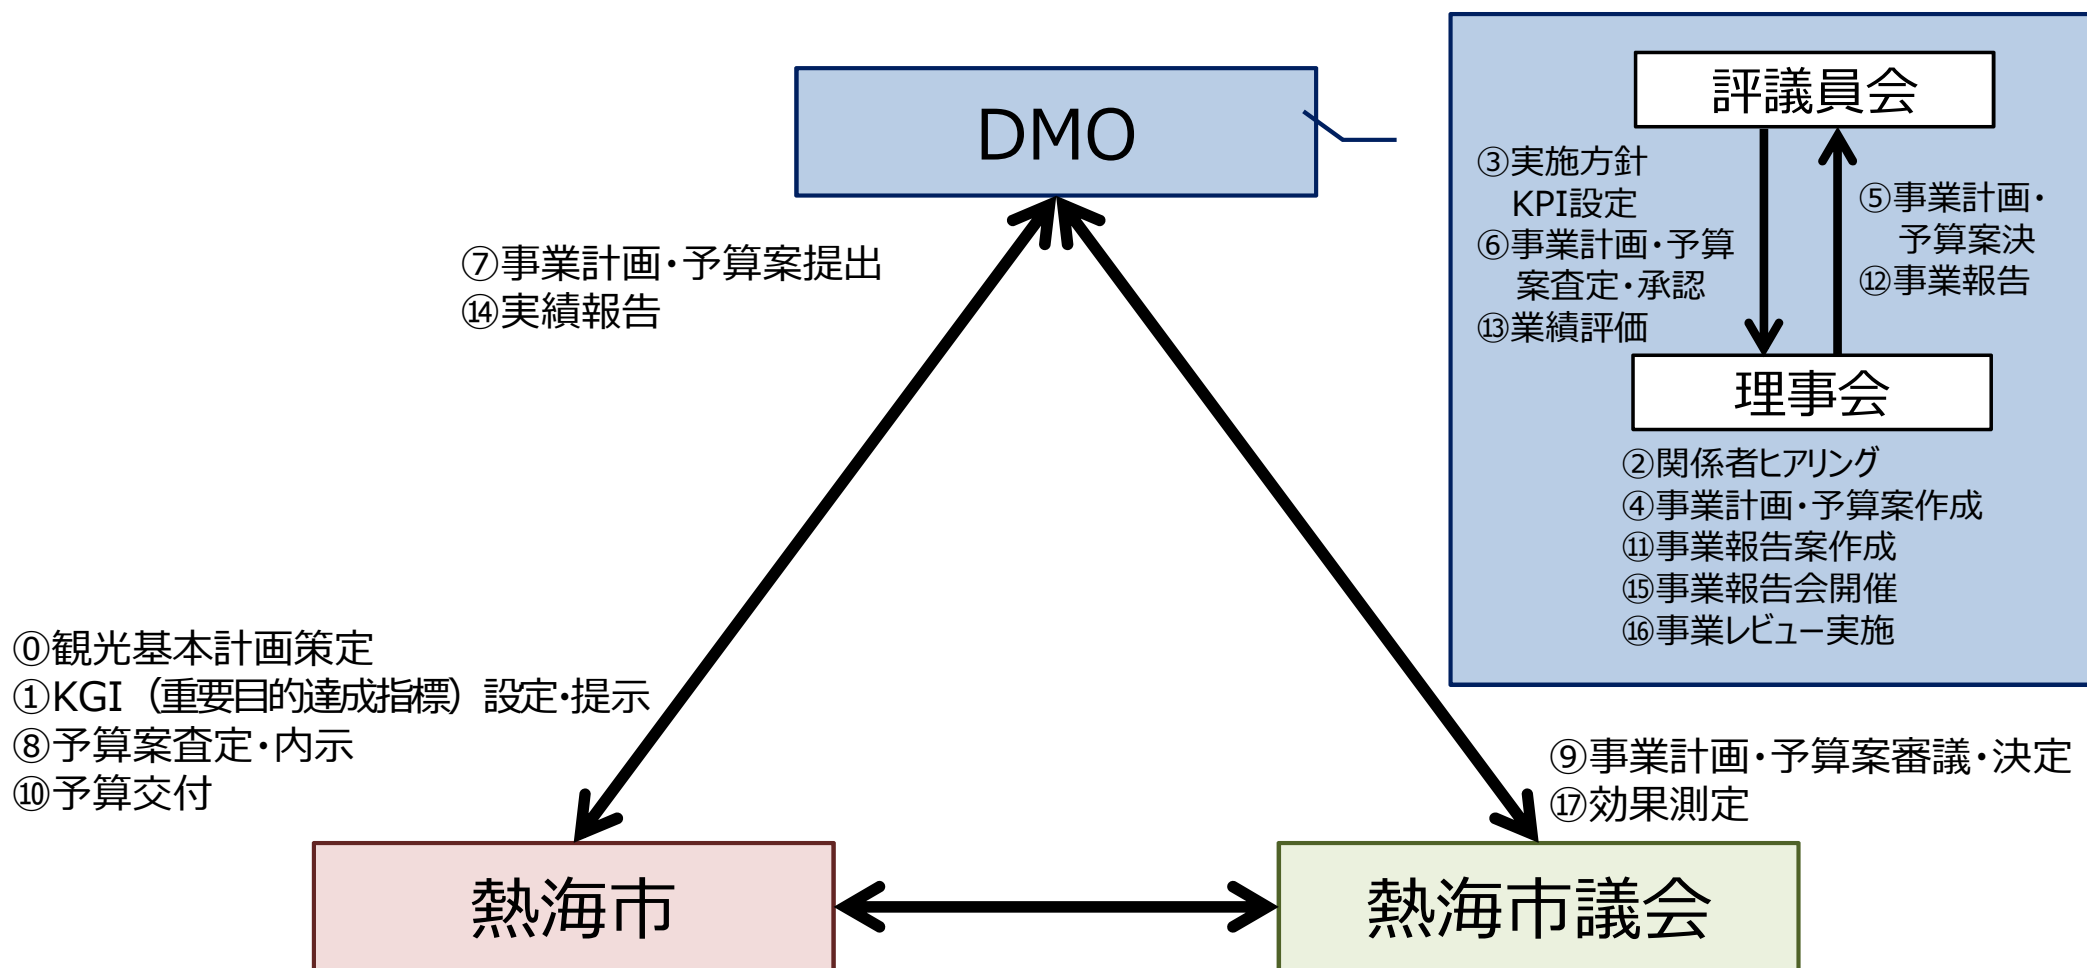 DMO
⑦事業計画・予算案提出
⑭実績報告
評議員会
③実施方針
KPI設定
⑥事業計画・予算
案査定・承認
⑬業績評価
⑤事業計画・
予算案決
⑫事業報告
理事会
②関係者ヒアリング
④事業計画・予算案作成
⑪事業報告案作成
⑮事業報告会開催
⑯事業レビュー実施
⓪観光基本計画策定
①KGI（重要目的達成指標）設定・提示
⑧予算案査定・内示
⑩予算交付
⑨事業計画・予算案審議・決定
⑰効果測定
熱海市
熱海市議会